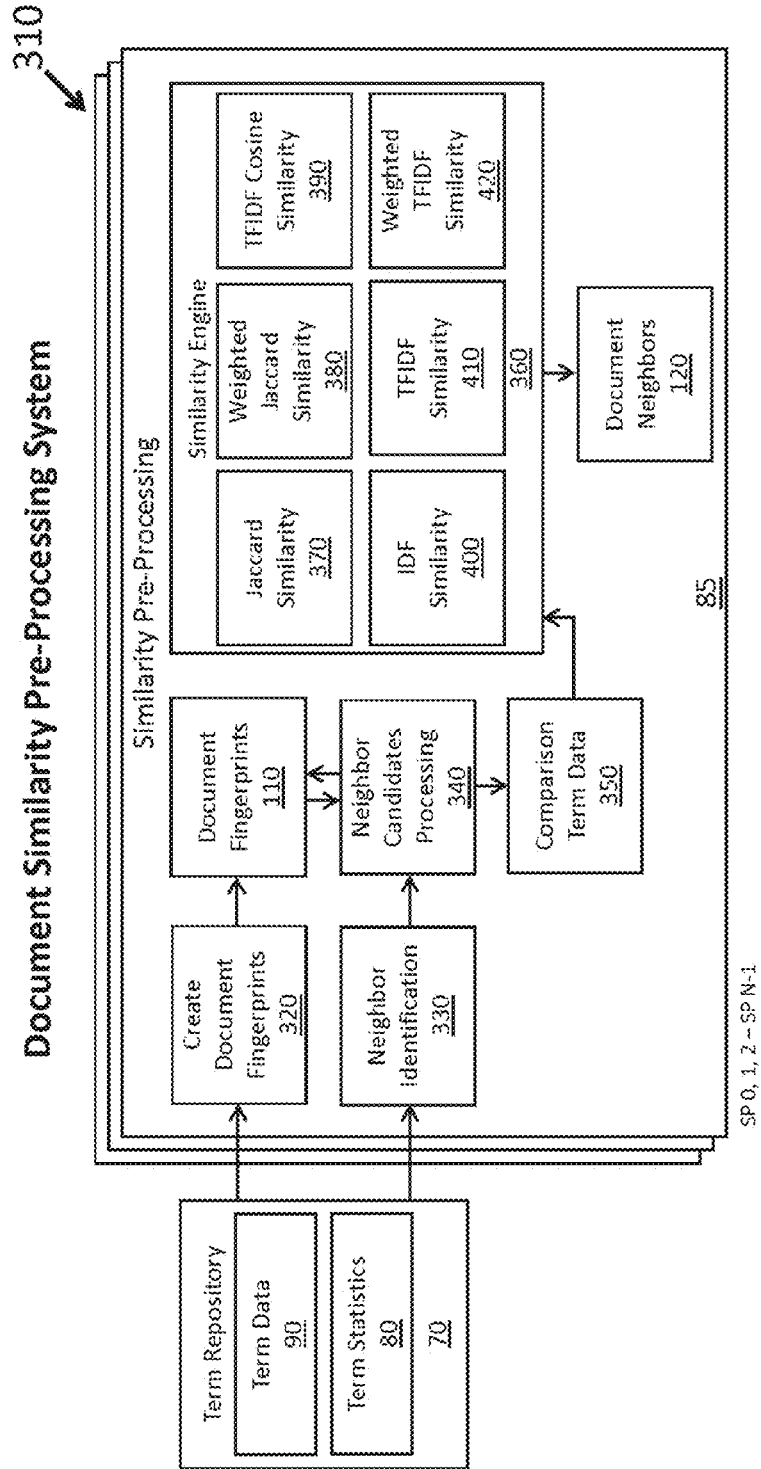 310
Document Similarity Pre-Processing System
Term Repository
Term Data
90
Term Statistics
80
70
Similarity Pre-Processing
Create
Document
Fingerprints
320
Document
Fingerprints
110
Neighbor
Identification
330
Neighbor
Candidates
Processing
340
Comparison
Term Data
350
Similarity Engine
Jaccard
Similarity
370
Weighted
Jaccard
Similarity
380
TFIDF Cosine
Similarity
390
IDF
Similarity
400
TFIDF
Similarity
410
Weighted
TFIDF
Similarity
420
360
Document
Neighbors
120
85
SP 0, 1, 2 – SP N-1